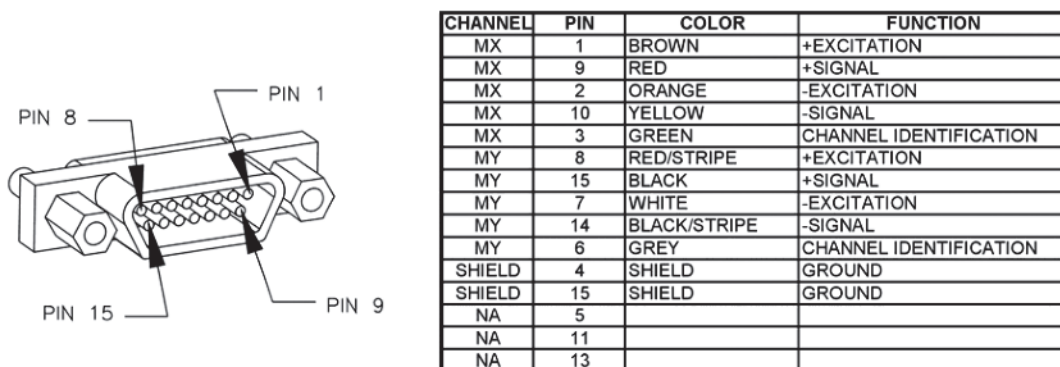 PIN 1
PIN 8
PIN 15
PIN 9
CHANNEL PIN COLOR FUNCTION
MX 1 BROWN +EXCITATION
MX 9 RED +SIGNAL
MX 2 ORANGE -EXCITATION
MX 10 YELLOW -SIGNAL
MX 3 GREEN CHANNEL IDENTIFICATION
MY 8 RED/STRIPE +EXCITATION
MY 15 BLACK +SIGNAL
MY 7 WHITE -EXCITATION
MY 14 BLACK/STRIPE -SIGNAL
MY 6 GREY CHANNEL IDENTIFICATION
SHIELD 4 SHIELD GROUND
SHIELD 15 SHIELD GROUND
NA 5
NA 11
NA 13